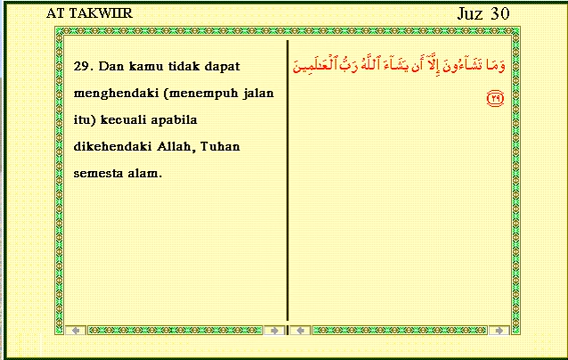 AT TAKWIIR
Juz 30
29. Dan kamu tidak dapat
menghendaki (menempuh jalan
itu) kecuali apabila
dikehendaki Allah, Tuhan
semesta alam.
وَمَا تَشَآءُونَ إِلَّآ أَن يَشَآءَ ٱللَّهُ رَبُّ ٱلْعَـٰلَمِينَ
٢٩